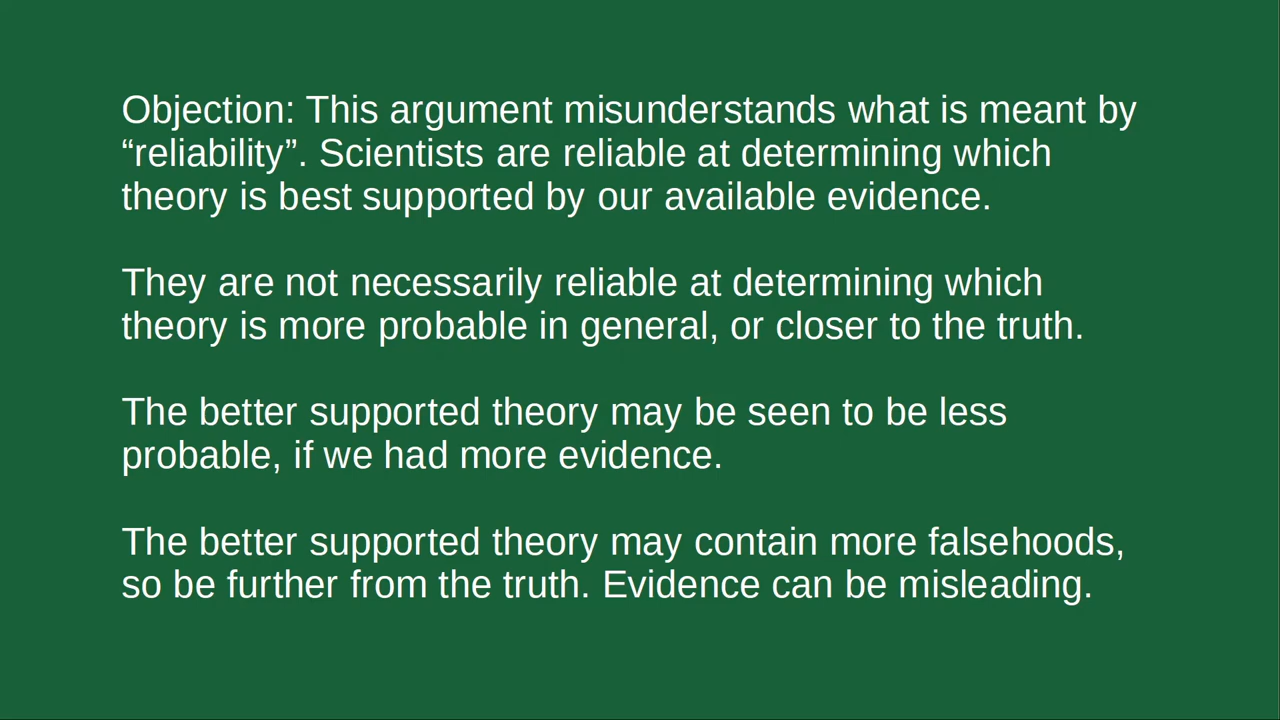 Objection: This argument misunderstands what is meant by
“reliability”. Scientists are reliable at determining which
theory is best supported by our available evidence.
They are not necessarily reliable at determining which
theory is more probable in general, or closer to the truth.
The better supported theory may be seen to be less
probable, if we had more evidence.
The better supported theory may contain more falsehoods,
so be further from the truth. Evidence can be misleading.